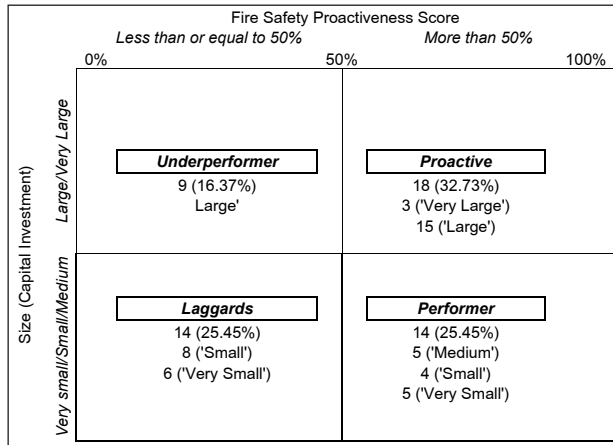 Fire Safety Proactiveness Score
Less than or equal to 50%
More than 50%
0%
50%
100%
Size (Capital Investment)
Large/Very Large
Underperformer
9 (16.37%)
Large'
Proactive
18 (32.73%)
3 ('Very Large')
15 ('Large')
Very small/Small/Medium
Laggards
14 (25.45%)
8 ('Small')
6 ('Very Small')
Performer
14 (25.45%)
5 ('Medium')
4 ('Small')
5 ('Very Small')